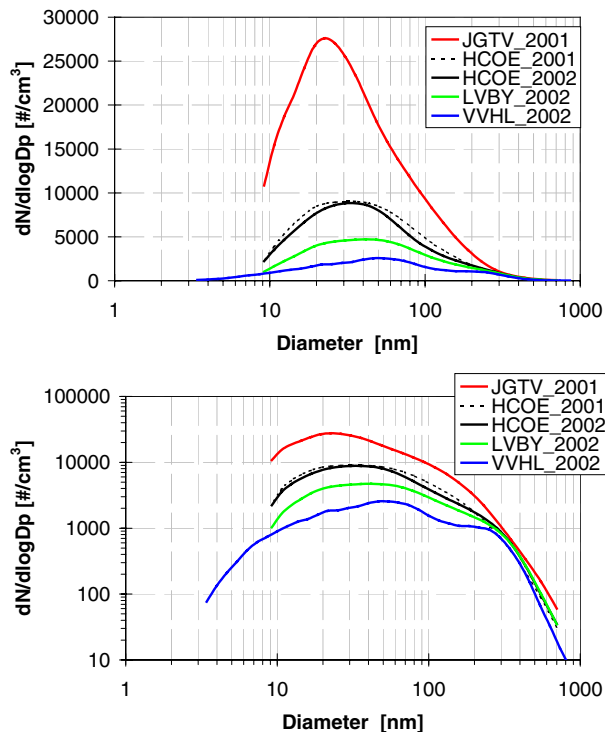 dN/dlogDp [#/cm³]
30000
25000
20000
15000
10000
5000
0
JGTV_2001
HCOE_2001
HCOE_2002
LVBY_2002
VVHL_2002
1 10 100 1000
Diameter [nm]
dN/dlogDp [#/cm³]
100000
10000
1000
100
10
JGTV_2001
HCOE_2001
HCOE_2002
LVBY_2002
VVHL_2002
1 10 100 1000
Diameter [nm]